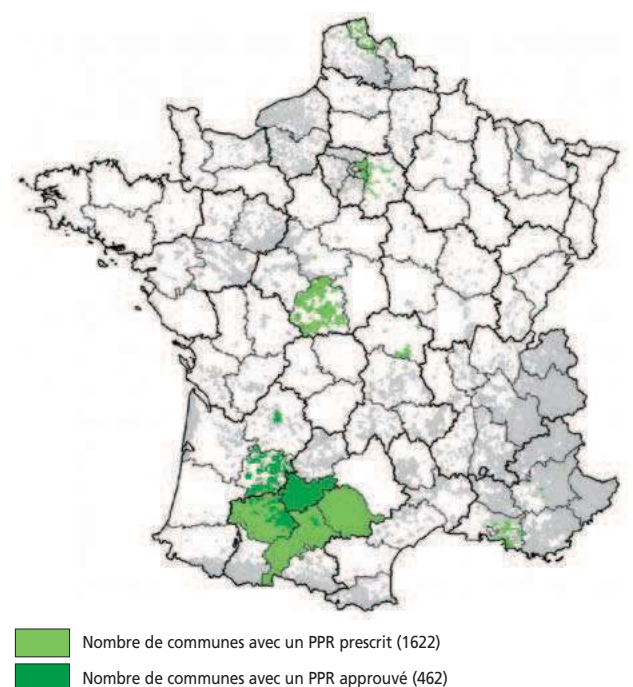 Nombre de communes avec un PPR prescrit (1622)
Nombre de communes avec un PPR approuvé (462)